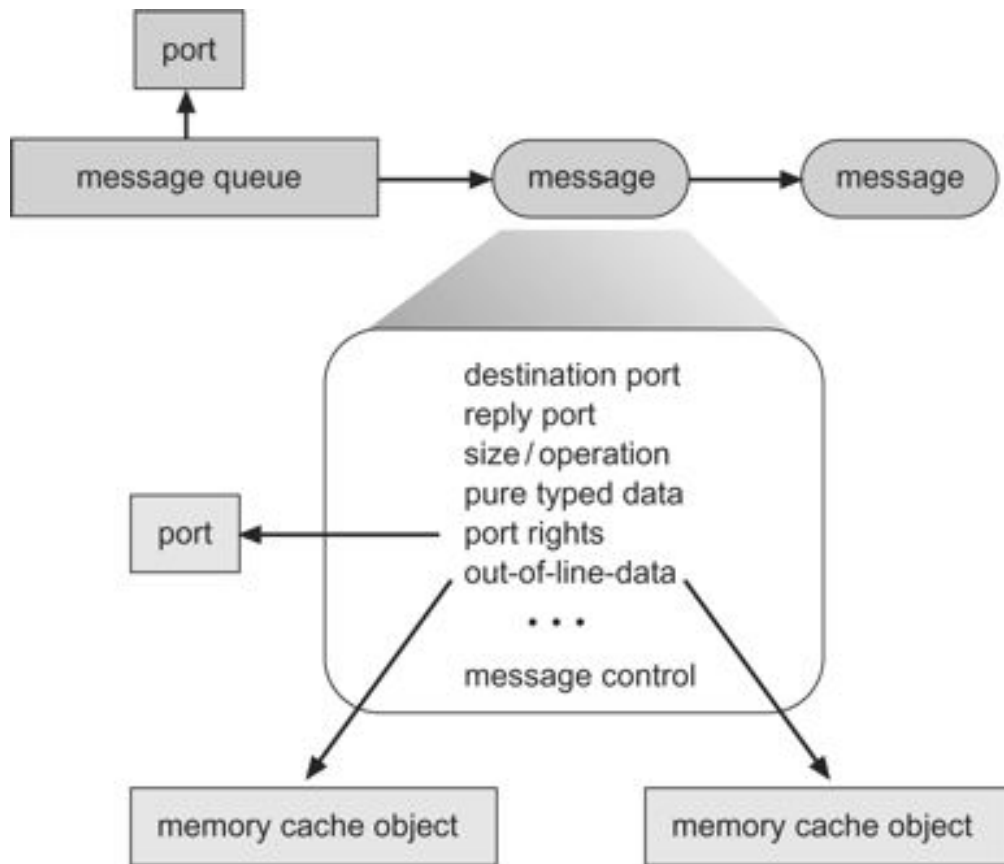 port
message queue
message
message
destination port
reply port
size / operation
pure typed data
port
port rights
out-of-line-data
• • •
message control
memory cache object
memory cache object